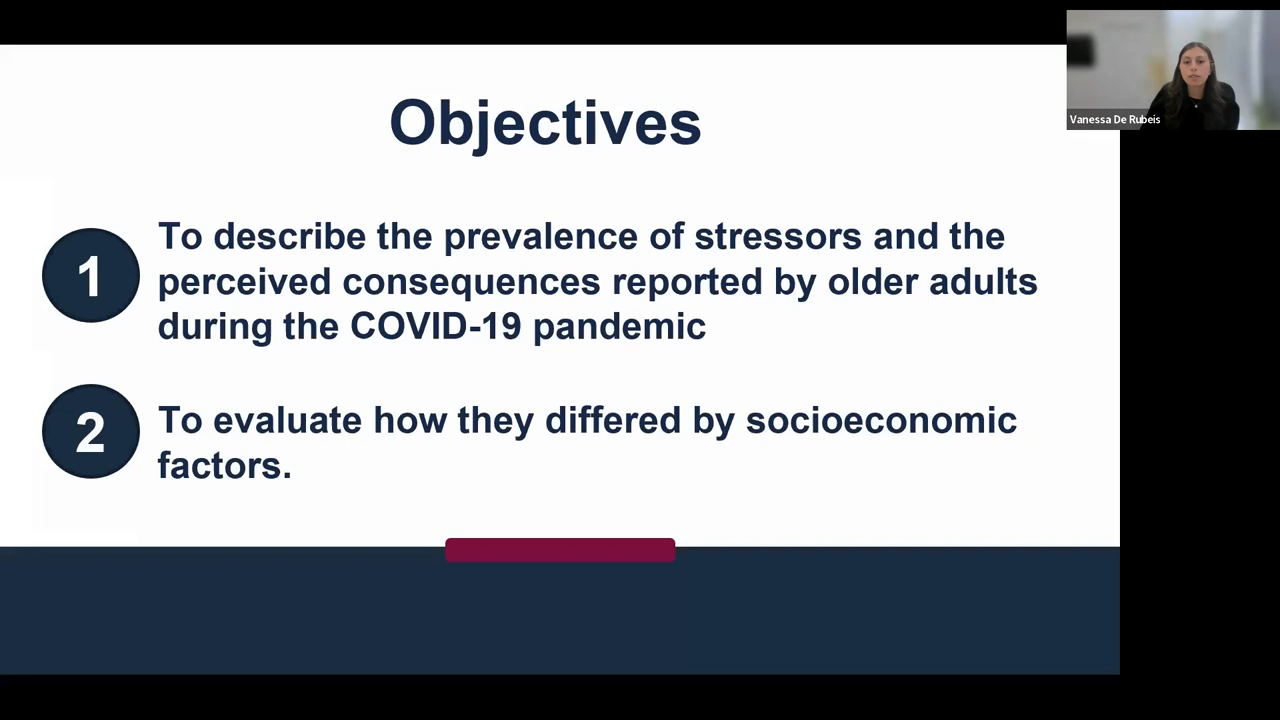 Objectives
Vanessa De Rubeis
1
To describe the prevalence of stressors and the
perceived consequences reported by older adults
during the COVID-19 pandemic
2
To evaluate how they differed by socioeconomic
factors.